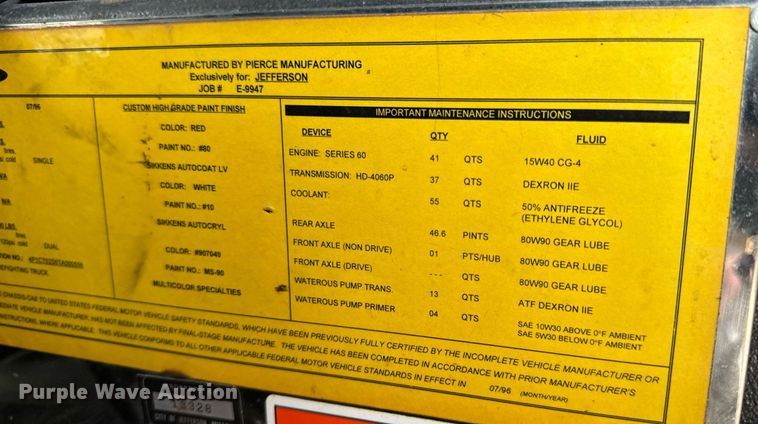 MANUFACTURED BY PIERCE MANUFACTURING
Exclusively for: JEFFERSON
JOB # E-9947
07/96
SINGLE
DUAL
FIGHTING TRUCK.
CUSTOM HIGH GRADE PAINT FINISH
COLOR: RED
PAINT NO.: #80
SIKKENS AUTOCOAT LV
COLOR: WHITE
PAINT NO.: #10
SIKKENS AUTOCRYL
COLOR: #907049
PAINT NO.: MS-90
MULTICOLOR SPECIALTIES
IMPORTANT MAINTENANCE INSTRUCTIONS
DEVICE QTY FLUID
ENGINE: SERIES 60 41 QTS 15W40 CG-4
TRANSMISSION: HD-4060P 37 QTS DEXRON IIE
COOLANT: 55 QTS 50% ANTIFREEZE
(ETHYLENE GLYCOL)
REAR AXLE 46.6 PINTS 80W90 GEAR LUBE
FRONT AXLE (NON DRIVE) 01 PTS/HUB 80W90 GEAR LUBE
FRONT AXLE (DRIVE) --- QTS 80W90 GEAR LUBE
WATEROUS PUMP TRANS. 13 QTS ATF DEXRON IIE
WATEROUS PUMP PRIMER 04 QTS SAE 10W30 ABOVE 0°F AMBIENT
SAE 5W30 BELOW 0°F AMBIENT
CHASSIS-CAB TO UNITED STATES FEDERAL MOTOR VEHICLE SAFETY STANDARDS, WHICH HAVE BEEN PREVIOUSLY FULLY CERTIFIED BY THE INCOMPLETE VEHICLE MANUFACTURER OR
VEHICLE MANUFACTURER, HAS NOT BEEN AFFECTED BY FINAL-STAGE MANUFACTURE. THE VEHICLE HAS BEEN COMPLETED IN ACCORDANCE WITH PRIOR MANUFACTURER'S
INSTRUCTIONS, WHERE APPLICABLE. THIS VEHICLE CONFORMS TO ALL OTHER APPLICABLE FEDERAL MOTOR VEHICLE STANDARDS IN EFFECT IN 07/96 (MONTH/YEAR)
Purple Wave Auction